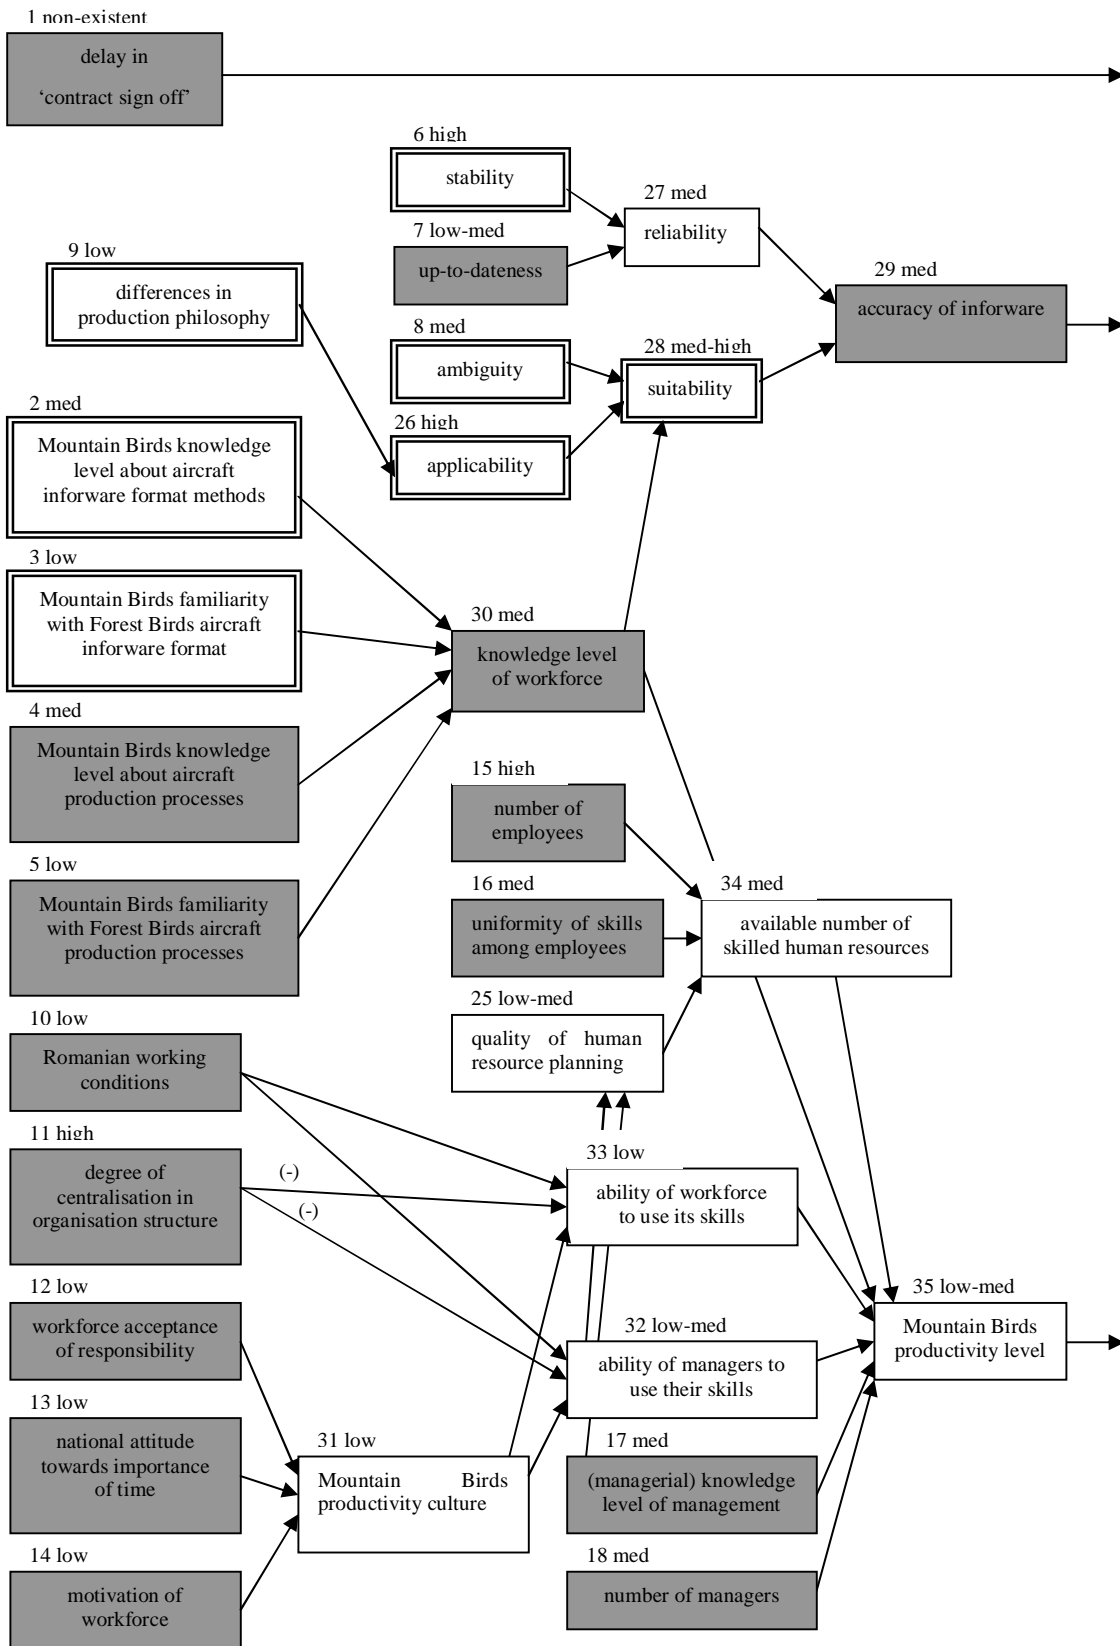 1 non-existent
delay in
‘contract sign off’
6 high
stability
27 med
reliability
7 low-med
up-to-dateness
9 low
differences in
production philosophy
29 med
accuracy of inforware
8 med
ambiguity
28 med-high
suitability
2 med
Mountain Birds knowledge
level about aircraft
inforware format methods
26 high
applicability
3 low
Mountain Birds familiarity
with Forest Birds aircraft
inforware format
30 med
knowledge level
of workforce
4 med
Mountain Birds knowledge
level about aircraft
production processes
15 high
number of
employees
5 low
Mountain Birds familiarity
with Forest Birds aircraft
production processes
16 med
uniformity of skills
among employees
34 med
available number of
skilled human resources
25 low-med
quality of human
resource planning
10 low
Romanian working
conditions
11 high
degree of
centralisation in
organisation structure
(-)
(-)
33 low
ability of workforce
to use its skills
12 low
workforce acceptance
of responsibility
32 low-med
ability of managers to
use their skills
35 low-med
Mountain Birds
productivity level
13 low
national attitude
towards importance
of time
31 low
Mountain Birds
productivity culture
17 med
(managerial) knowledge
level of management
14 low
motivation of
workforce
18 med
number of managers